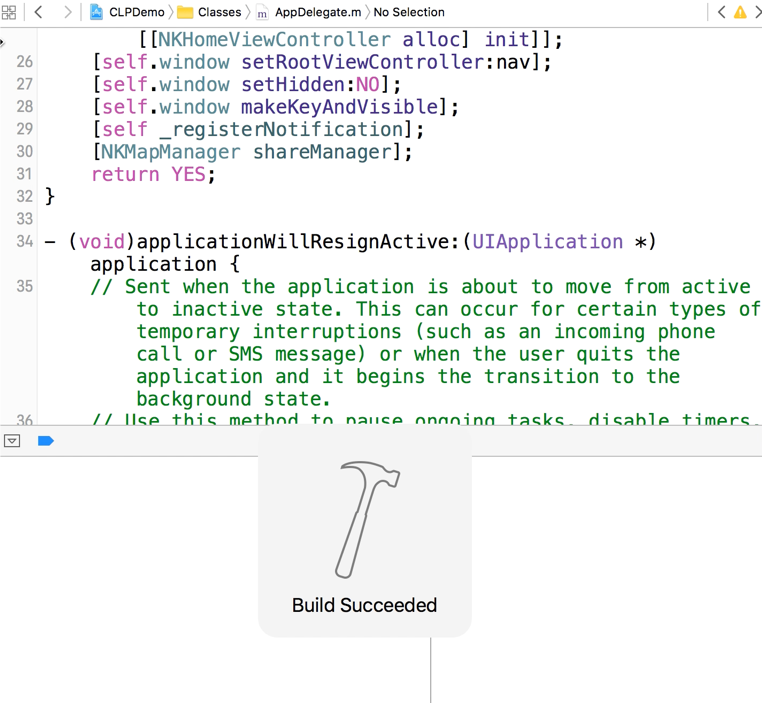 CLPDemo Classes m AppDelegate.m No Selection
[[NKHomeViewController alloc] init]];
26 [self.window setRootViewController:nav];
27 [self.window setHidden:NO];
28 [self.window makeKeyAndVisible];
29 [self _registerNotification];
30 [NKMapManager shareManager];
31 return YES;
32 }
33
34 – (void)applicationWillResignActive:(UIApplication *)
application {
35 // Sent when the application is about to move from active
to inactive state. This can occur for certain types of
temporary interruptions (such as an incoming phone
call or SMS message) or when the user quits the
application and it begins the transition to the
background state.
36 // Use this method to pause ongoing tasks, disable timers,
Build Succeeded